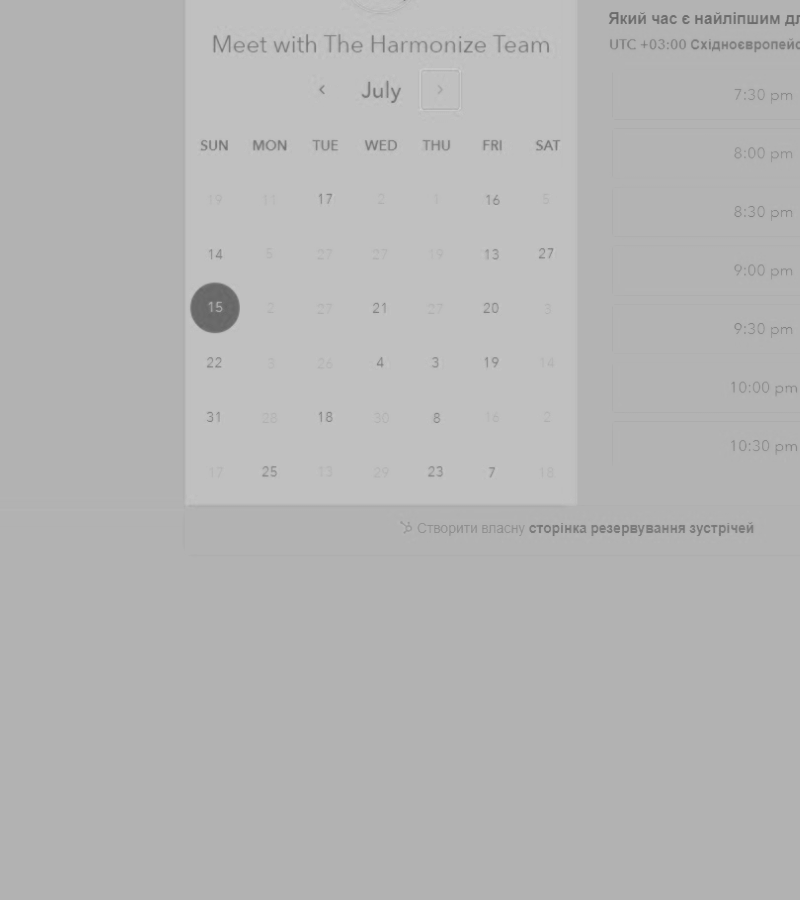 Meet with The Harmonize Team
July
SUN MON TUE WED THU FRI SAT
19 11 17 2 1 16 5
14 5 27 27 19 13 27
15 2 27 21 27 20 3
22 3 26 4 3 19 14
31 28 18 30 8 16 2
17 25 13 29 23 7 18
Який час є найліпшим
UTC +03:00
7:30 pm
8:00 pm
8:30 pm
9:00 pm
9:30 pm
10:00 pm
10:30 pm
Створити власну сторінка резервування зустрічей